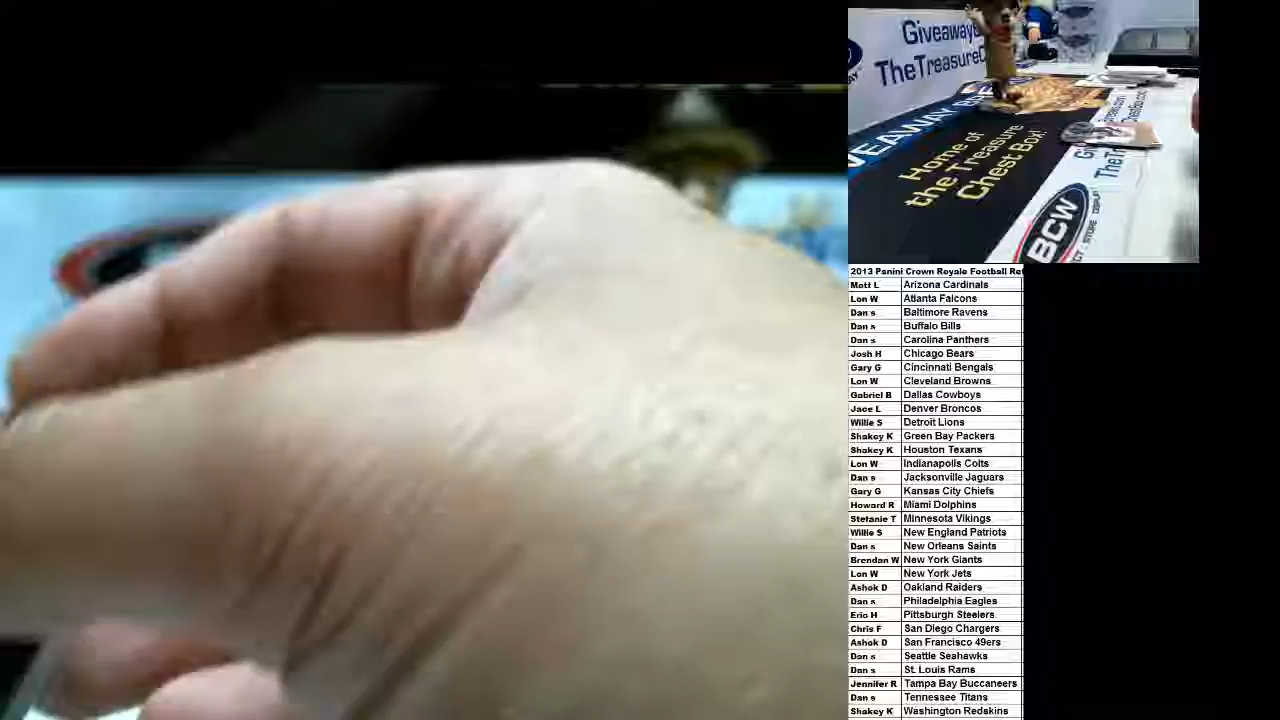 Giveaway
TheTreasureC
Home of
the Treasure
Chest Box!
BCW
2013 Panini Crown Royale Football Ret
Matt L Arizona Cardinals
Lon W Atlanta Falcons
Dan s Baltimore Ravens
Dan s Buffalo Bills
Dan s Carolina Panthers
Josh H Chicago Bears
Gary G Cincinnati Bengals
Lon W Cleveland Browns
Gabriel B Dallas Cowboys
Jace L Denver Broncos
Willie S Detroit Lions
Shakey K Green Bay Packers
Shakey K Houston Texans
Lon W Indianapolis Colts
Dan s Jacksonville Jaguars
Gary G Kansas City Chiefs
Howard R Miami Dolphins
Stefanie T Minnesota Vikings
Willie S New England Patriots
Dan s New Orleans Saints
Brendan W New York Giants
Lon W New York Jets
Ashok D Oakland Raiders
Dan s Philadelphia Eagles
Eric H Pittsburgh Steelers
Chris F San Diego Chargers
Ashok D San Francisco 49ers
Dan s Seattle Seahawks
Dan s St. Louis Rams
Jennifer R Tampa Bay Buccaneers
Dan s Tennessee Titans
Shakey K Washington Redskins